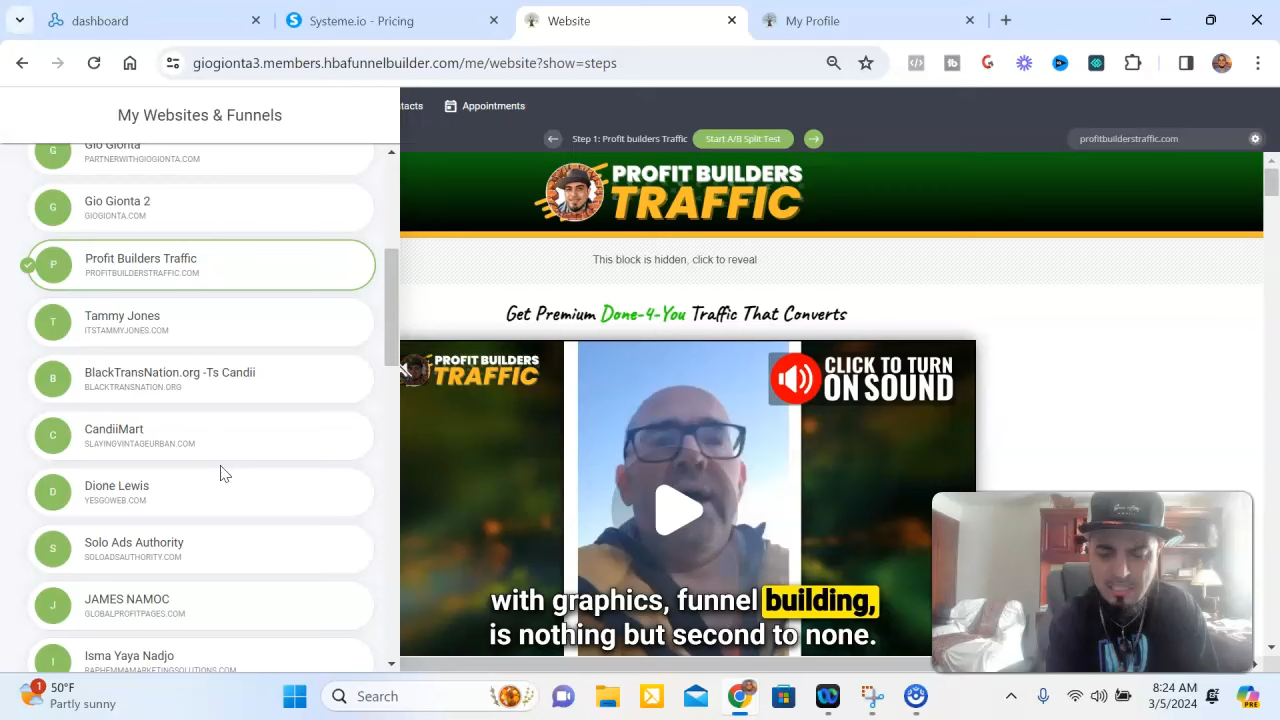 dashboard
Systeme.io - Pricing
Website
My Profile
giogionta3.members.hbafunnelbuilder.com/me/website?show=steps
My Websites & Funnels
tacts
Appointments
Step 1: Profit builders Traffic
Start A/B Split Test
profitbuilderstraffic.com
G
Gio Gionta
PARTNERWITHGIOGIONTA.COM
G
Gio Gionta 2
GIOGIONTA.COM
P
Profit Builders Traffic
PROFITBUILDERSTRAFFIC.COM
T
Tammy Jones
ITSTAMMYJONES.COM
B
BlackTransNation.org -Ts Candii
BLACKTRANSNATION.ORG
C
CandiiMart
SLAYINGVINTAGEURBAN.COM
D
Dione Lewis
YESGOWEB.COM
S
Solo Ads Authority
SOLOADSAUTHORITY.COM
J
JAMES NAMOC
GLOBALPROFITPAGES.COM
I
Isma Yaya Nadjo
RAPHEMMAMARKETINGSOLUTIONS.COM
PROFIT BUILDERS
TRAFFIC
This block is hidden, click to reveal
Get Premium Done-4-You Traffic That Converts
PROFIT BUILDERS
TRAFFIC
CLICK TO TURN
ON SOUND
with graphics, funnel building,
is nothing but second to none.
1
50°F
Partly sunny
Search
8:24 AM
3/5/2024
PRE